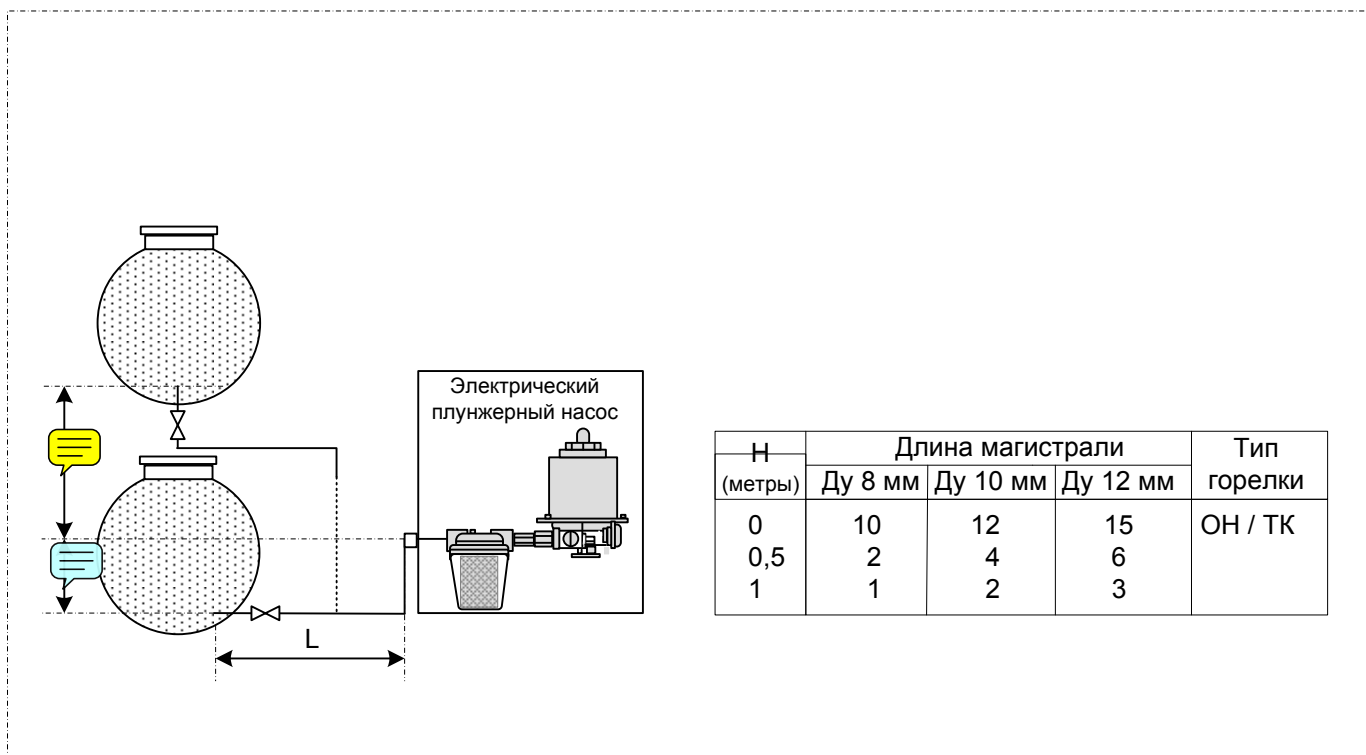 Электрический
плунжерный насос
L
H Длина магистрали Тип
(метры) Ду 8 мм Ду 10 мм Ду 12 мм горелки
0 10 12 15 ОН / ТК
0,5 2 4 6
1 1 2 3